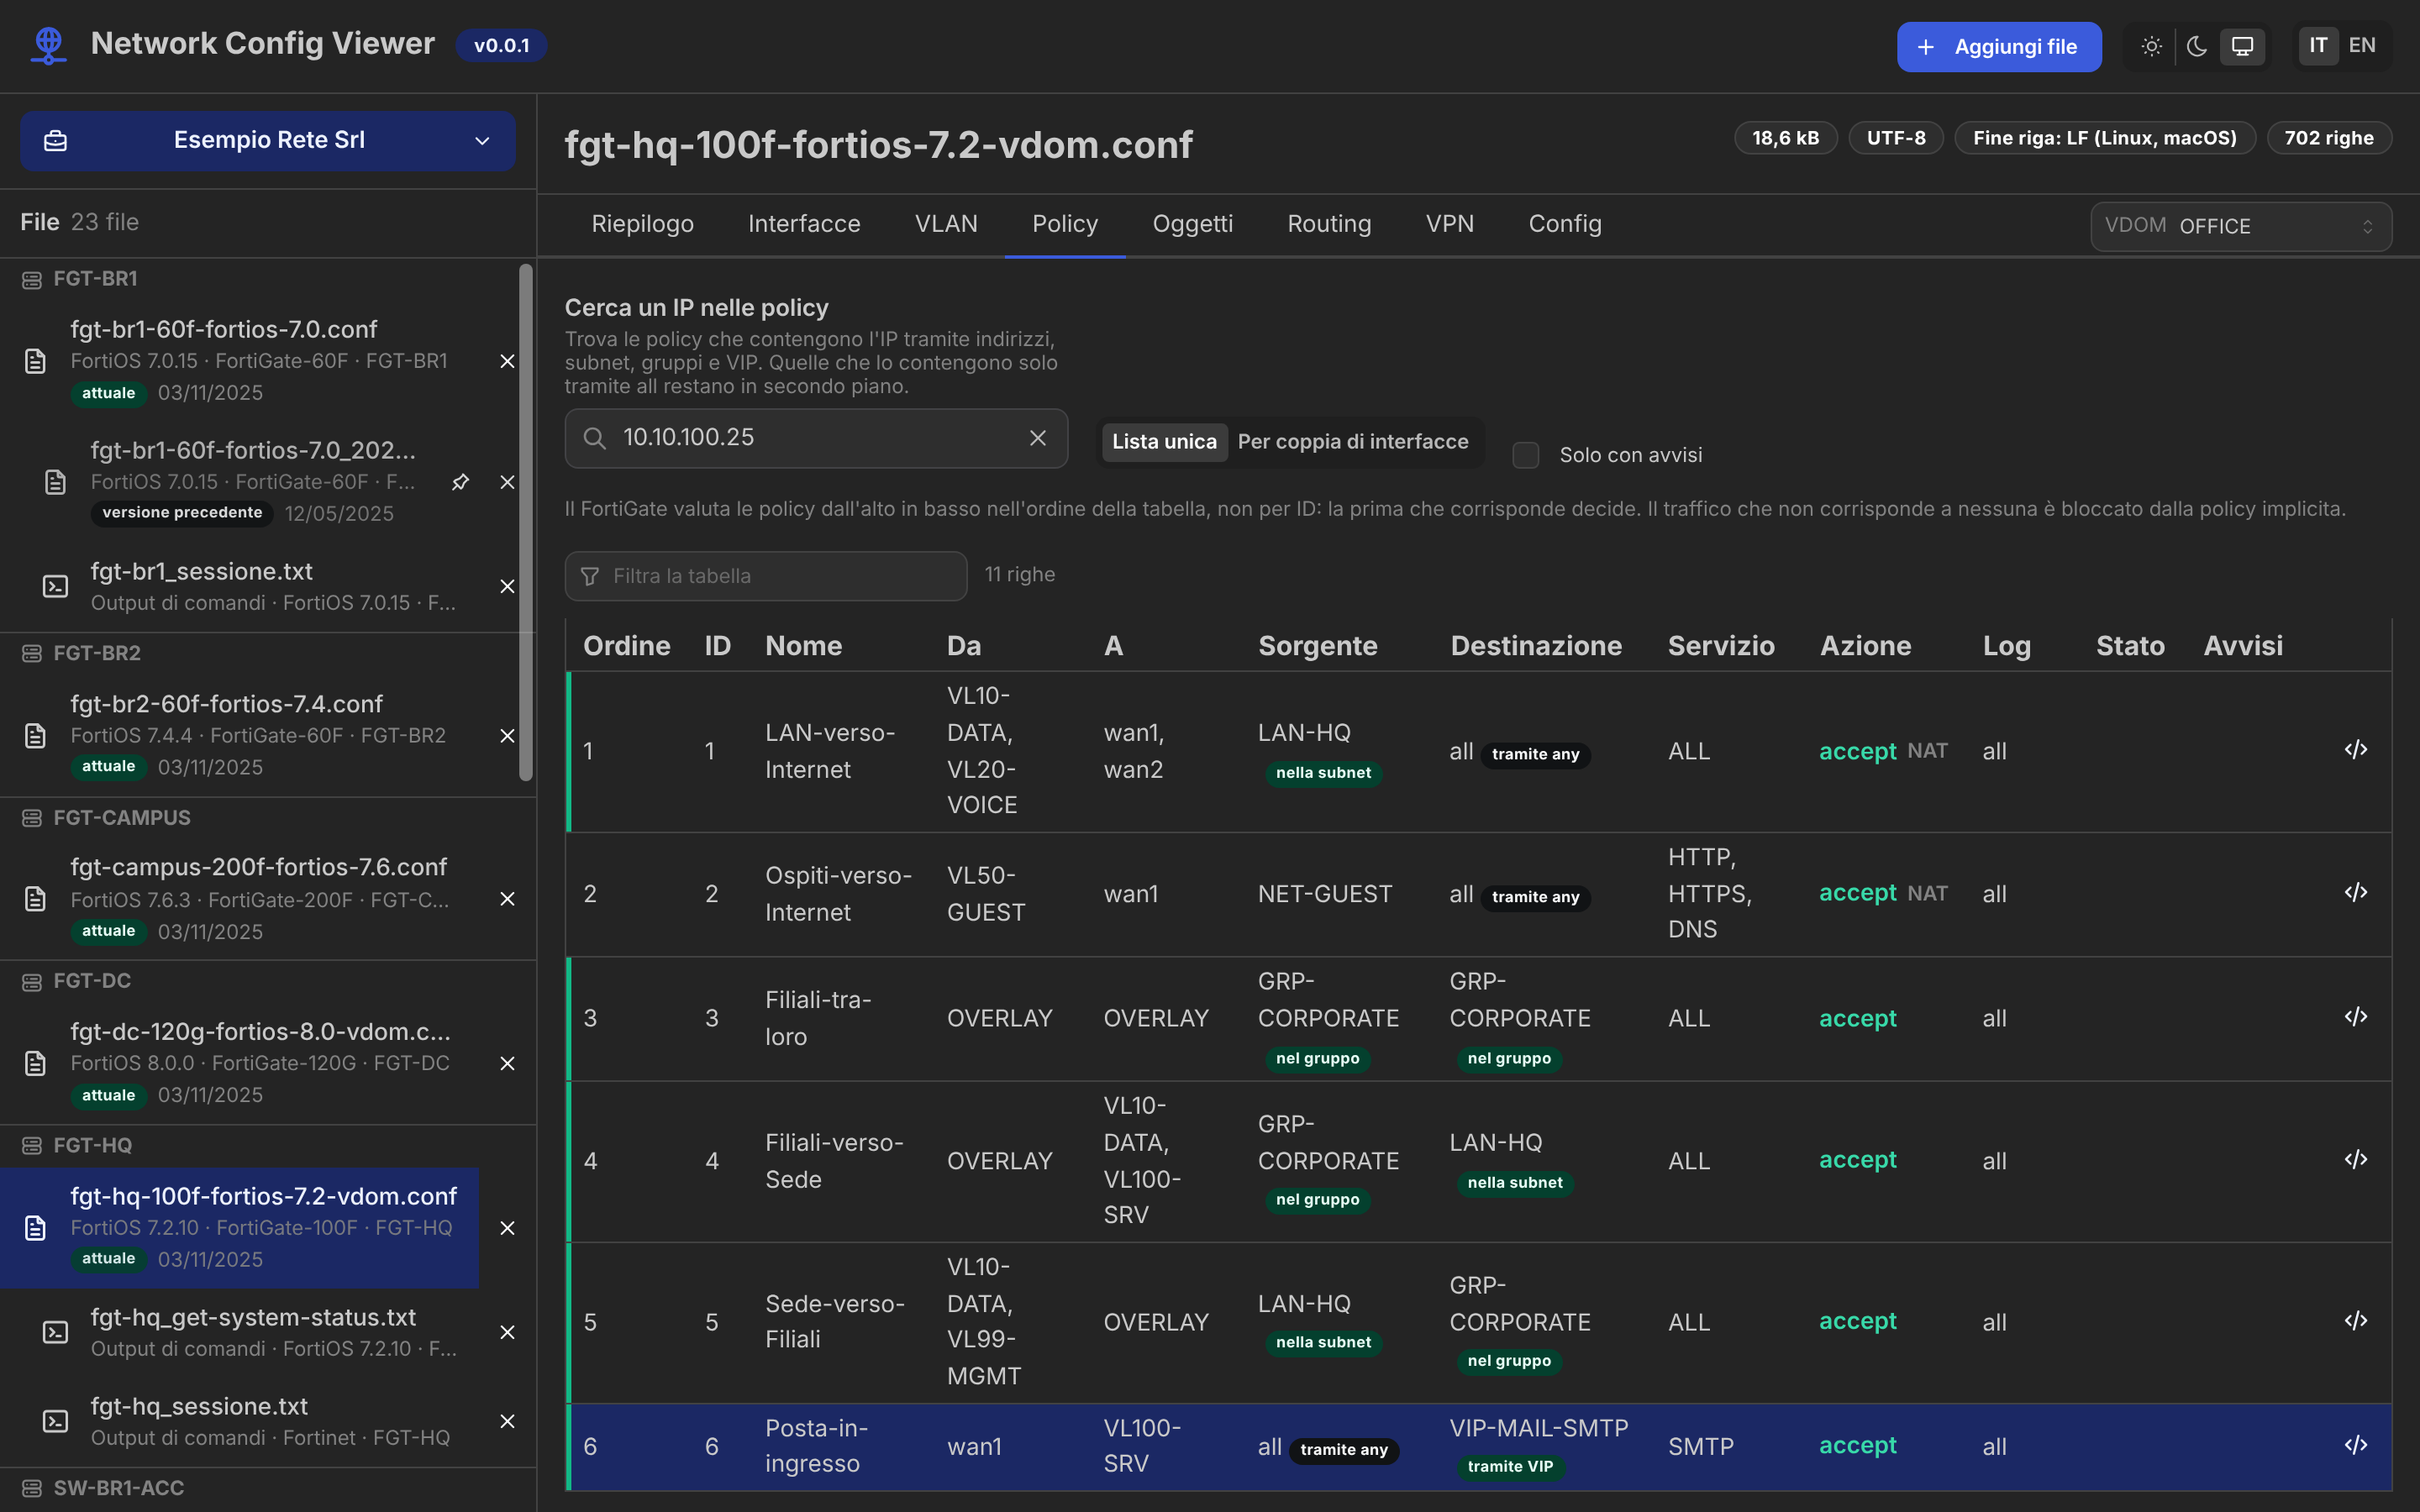 Network Config Viewer v0.0.1
Aggiungi file
IT EN
Esempio Rete Srl
File 23 file
FGT-BR1
fgt-br1-60f-fortios-7.0.conf
FortiOS 7.0.15 · FortiGate-60F · FGT-BR1
attuale 03/11/2025
fgt-br1-60f-fortios-7.0_202...
FortiOS 7.0.15 · FortiGate-60F · F...
versione precedente 12/05/2025
fgt-br1_sessione.txt
Output di comandi · FortiOS 7.0.15 · F...
FGT-BR2
fgt-br2-60f-fortios-7.4.conf
FortiOS 7.4.4 · FortiGate-60F · FGT-BR2
attuale 03/11/2025
FGT-CAMPUS
fgt-campus-200f-fortios-7.6.conf
FortiOS 7.6.3 · FortiGate-200F · FGT-C...
attuale 03/11/2025
FGT-DC
fgt-dc-120g-fortios-8.0-vdom.c...
FortiOS 8.0.0 · FortiGate-120G · FGT-DC
attuale 03/11/2025
FGT-HQ
fgt-hq-100f-fortios-7.2-vdom.conf
FortiOS 7.2.10 · FortiGate-100F · FGT-HQ
attuale 03/11/2025
fgt-hq_get-system-status.txt
Output di comandi · FortiOS 7.2.10 · F...
fgt-hq_sessione.txt
Output di comandi · Fortinet · FGT-HQ
SW-BR1-ACC
fgt-hq-100f-fortios-7.2-vdom.conf
18,6 kB UTF-8 Fine riga: LF (Linux, macOS) 702 righe
Riepilogo Interfacce VLAN Policy Oggetti Routing VPN Config
VDOM OFFICE
Cerca un IP nelle policy
Trova le policy che contengono l'IP tramite indirizzi,
subnet, gruppi e VIP. Quelle che lo contengono solo
tramite all restano in secondo piano.
10.10.100.25
Lista unica Per coppia di interfacce
Solo con avvisi
Il FortiGate valuta le policy dall'alto in basso nell'ordine della tabella, non per ID: la prima che corrisponde decide. Il traffico che non corrisponde a nessuna è bloccato dalla policy implicita.
Filtra la tabella 11 righe
Ordine ID Nome Da A Sorgente Destinazione Servizio Azione Log Stato Avvisi
1 1 LAN-verso-
Internet
VL10-
DATA,
VL20-
VOICE
wan1,
wan2
LAN-HQ
nella subnet
all tramite any
ALL
accept NAT
all
2 2 Ospiti-verso-
Internet
VL50-
GUEST
wan1
NET-GUEST
all tramite any
HTTP,
HTTPS,
DNS
accept NAT
all
3 3 Filiali-tra-
loro
OVERLAY
OVERLAY
GRP-
CORPORATE
nel gruppo
GRP-
CORPORATE
nel gruppo
ALL
accept
all
4 4 Filiali-verso-
Sede
OVERLAY
VL10-
DATA,
VL100-
SRV
GRP-
CORPORATE
nel gruppo
LAN-HQ
nella subnet
ALL
accept
all
5 5 Sede-verso-
Filiali
VL10-
DATA,
VL99-
MGMT
OVERLAY
LAN-HQ
nella subnet
GRP-
CORPORATE
nel gruppo
ALL
accept
all
6 6 Posta-in-
ingresso
wan1
VL100-
SRV
all tramite any
VIP-MAIL-SMTP
tramite VIP
SMTP
accept
all